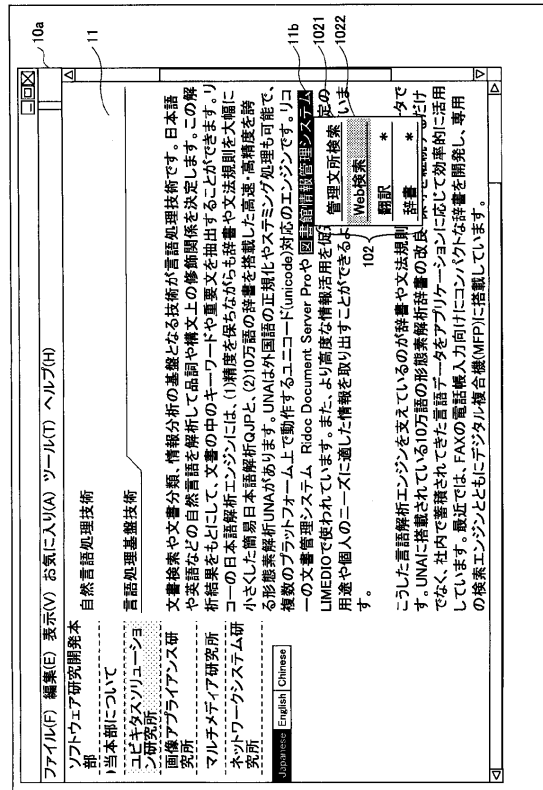 ファイル(F) 編集(E) 表示(V) お気に入り(A) ツール(T) ヘルプ(H)
ソフトウェア研究開発本
部
)当本部について
ユビキタスソリューショ
ン研究所
画像アプライアンス研
究所
マルチメディア研究所
ネットワークシステム研
究所
Japanese English Chinese
自然言語処理技術
言語処理基盤技術
文書検索や文書分類、情報分析の基盤となる技術が言語処理技術です。日本語
や英語などの自然言語を解析して品詞や構文上の修飾関係を決定します。この解
析結果をもとにして、文書の中のキーワードや重要文を抽出することができます。リ
コーの日本語解析エンジンには、(1)精度を保ちながらも辞書や文法規則を大幅に
小さくした簡易日本語解析QJPと、(2)10万語の辞書を搭載した高速・高精度を誇
る形態素解析UNAがあります。UNAは外国語の正規化やステミング処理も可能で、
複数のプラットフォーム上で動作するユニコード(unicode)対応のエンジンです。リコ
ーの文書管理システム Ridoc Document Server Proや 図書館情報管理システム
LIMEDIOで使われています。また、より高度な情報活用を促 定の
用途や個人のニーズに適した情報を取り出すことができるよ いま
す。
こうした言語解析エンジンを支えているのが辞書や文法規則 タで
す。UNAに搭載されている10万語の形態素解析辞書の改良 だけ
でなく、社内で蓄積されてきた言語データをアプリケーションに応じて効率的に活用
しています。最近では、FAXの電話帳入力向けにコンパクトな辞書を開発し、専用
の検索エンジンとともにデジタル複合機(MFP)に搭載しています。
管理文所検索
Web検索
翻訳 *
辞書 *
10a
11
11b
1021
1022
102